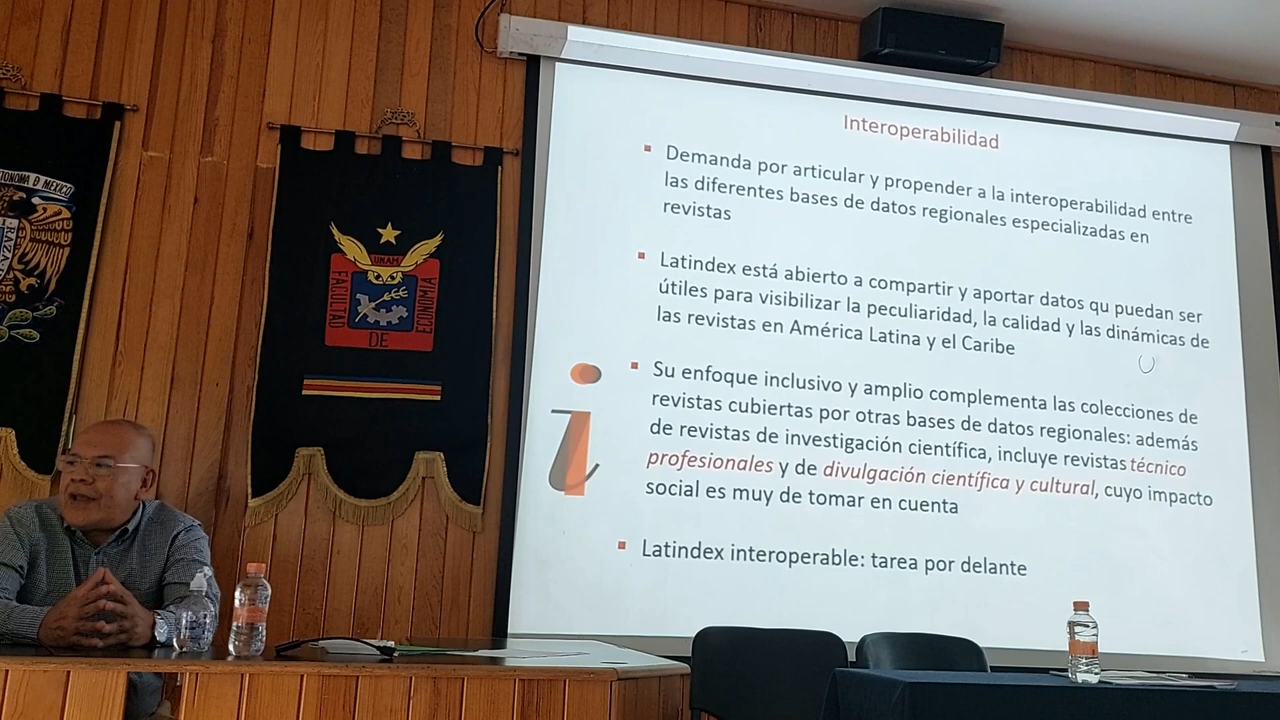 TONOMA D MEXICO
RAZA
UNAM
FACULTAD
DE
ECONOMIA
Interoperabilidad
Demanda por articular y propender a la interoperabilidad entre
las diferentes bases de datos regionales especializadas en
revistas
Latindex está abierto a compartir y aportar datos qu puedan ser
útiles para visibilizar la peculiaridad, la calidad y las dinámicas de
las revistas en América Latina y el Caribe
i
Su enfoque inclusivo y amplio complementa las colecciones de
revistas cubiertas por otras bases de datos regionales: además
de revistas de investigación científica, incluye revistas técnico
profesionales y de divulgación científica y cultural, cuyo impacto
social es muy de tomar en cuenta
Latindex interoperable: tarea por delante